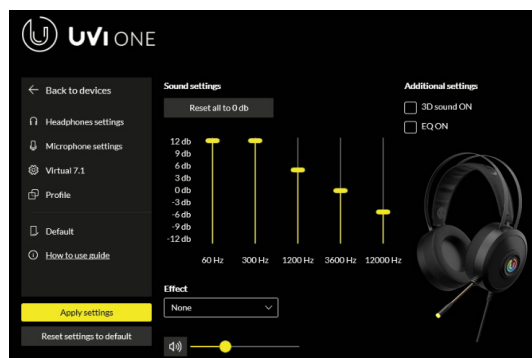 UVI ONE
Back to devices
Headphones settings
Microphone settings
Virtual 7.1
Profile
Default
How to use guide
Apply settings
Reset settings to default
Sound settings
Reset all to 0 db
12 db
9 db
6 db
3 db
0 db
-3 db
-6 db
-9 db
-12 db
60 Hz 300 Hz 1200 Hz 3600 Hz 12000 Hz
Effect
None
Additional settings
3D sound ON
EQ ON